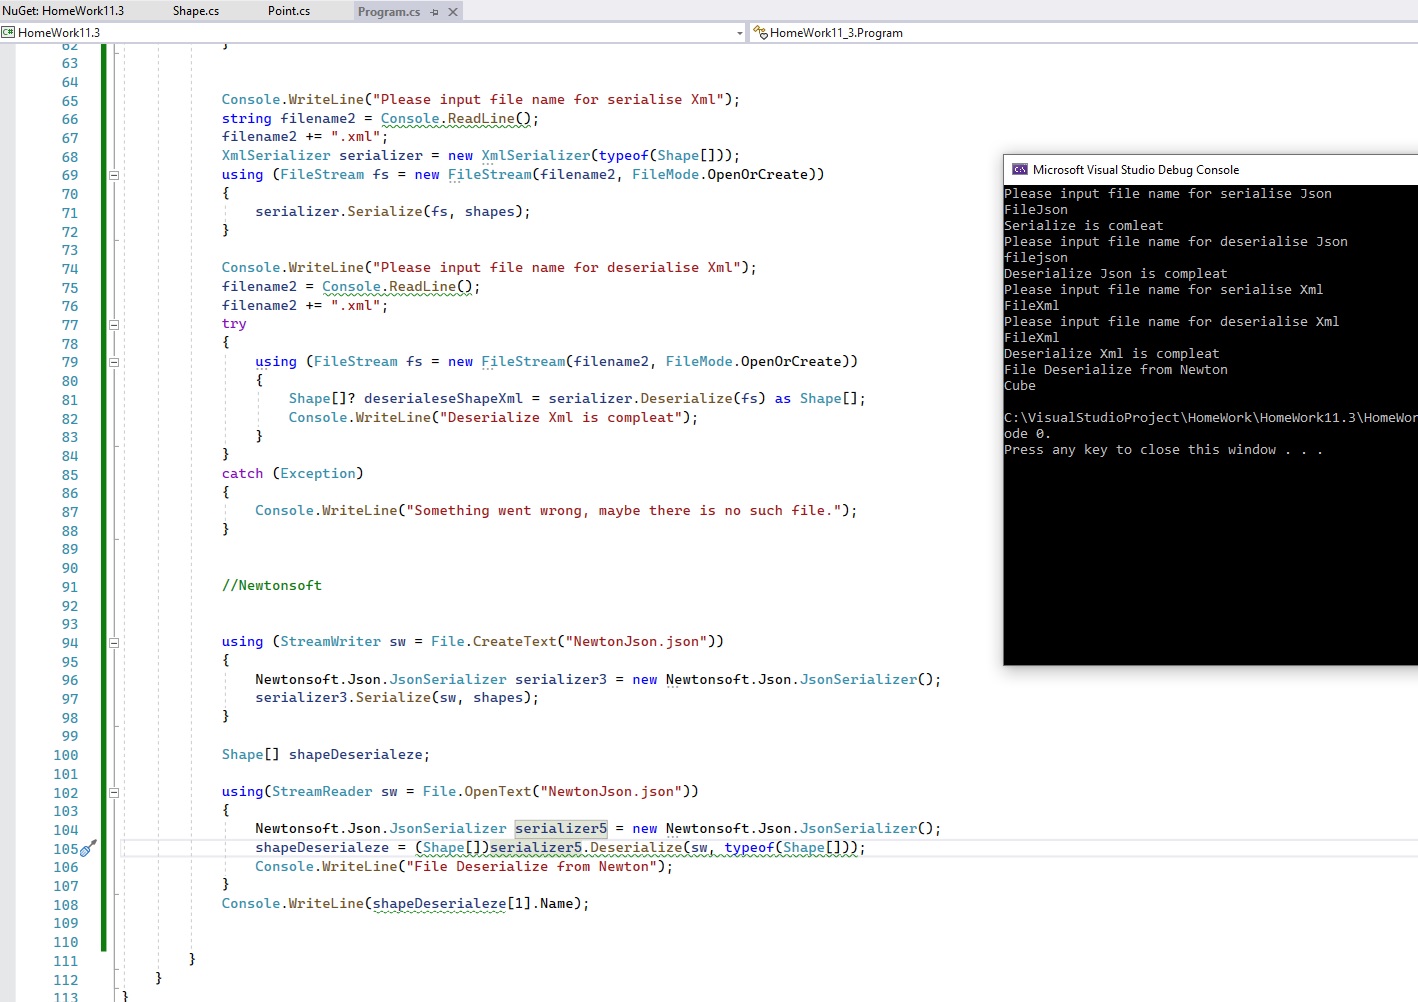 NuGet: HomeWork11.3 Shape.cs Point.cs Program.cs
C# HomeWork11.3 HomeWork11_3.Program
62 }
63
64
65 Console.WriteLine("Please input file name for serialise Xml");
66 string filename2 = Console.ReadLine();
67 filename2 += ".xml";
68 XmlSerializer serializer = new XmlSerializer(typeof(Shape[]));
69 using (FileStream fs = new FileStream(filename2, FileMode.OpenOrCreate))
70 {
71 serializer.Serialize(fs, shapes);
72 }
73
74 Console.WriteLine("Please input file name for deserialise Xml");
75 filename2 = Console.ReadLine();
76 filename2 += ".xml";
77 try
78 {
79 using (FileStream fs = new FileStream(filename2, FileMode.OpenOrCreate))
80 {
81 Shape[]? deserialeseShapeXml = serializer.Deserialize(fs) as Shape[];
82 Console.WriteLine("Deserialize Xml is compleat");
83 }
84 }
85 catch (Exception)
86 {
87 Console.WriteLine("Something went wrong, maybe there is no such file.");
88 }
89
90
91 //Newtonsoft
92
93
94 using (StreamWriter sw = File.CreateText("NewtonJson.json"))
95 {
96 Newtonsoft.Json.JsonSerializer serializer3 = new Newtonsoft.Json.JsonSerializer();
97 serializer3.Serialize(sw, shapes);
98 }
99
100 Shape[] shapeDeserialeze;
101
102 using(StreamReader sw = File.OpenText("NewtonJson.json"))
103 {
104 Newtonsoft.Json.JsonSerializer serializer5 = new Newtonsoft.Json.JsonSerializer();
105 shapeDeserialeze = (Shape[])serializer5.Deserialize(sw, typeof(Shape[]));
106 Console.WriteLine("File Deserialize from Newton");
107 }
108 Console.WriteLine(shapeDeserialeze[1].Name);
109
110
111 }
112 }
113 }
C:\ Microsoft Visual Studio Debug Console
Please input file name for serialise Json
FileJson
Serialize is comleat
Please input file name for deserialise Json
filejson
Deserialize Json is compleat
Please input file name for serialise Xml
FileXml
Please input file name for deserialise Xml
FileXml
Deserialize Xml is compleat
File Deserialize from Newton
Cube
C:\VisualStudioProject\HomeWork\HomeWork11.3\HomeWor
ode 0.
Press any key to close this window . . .